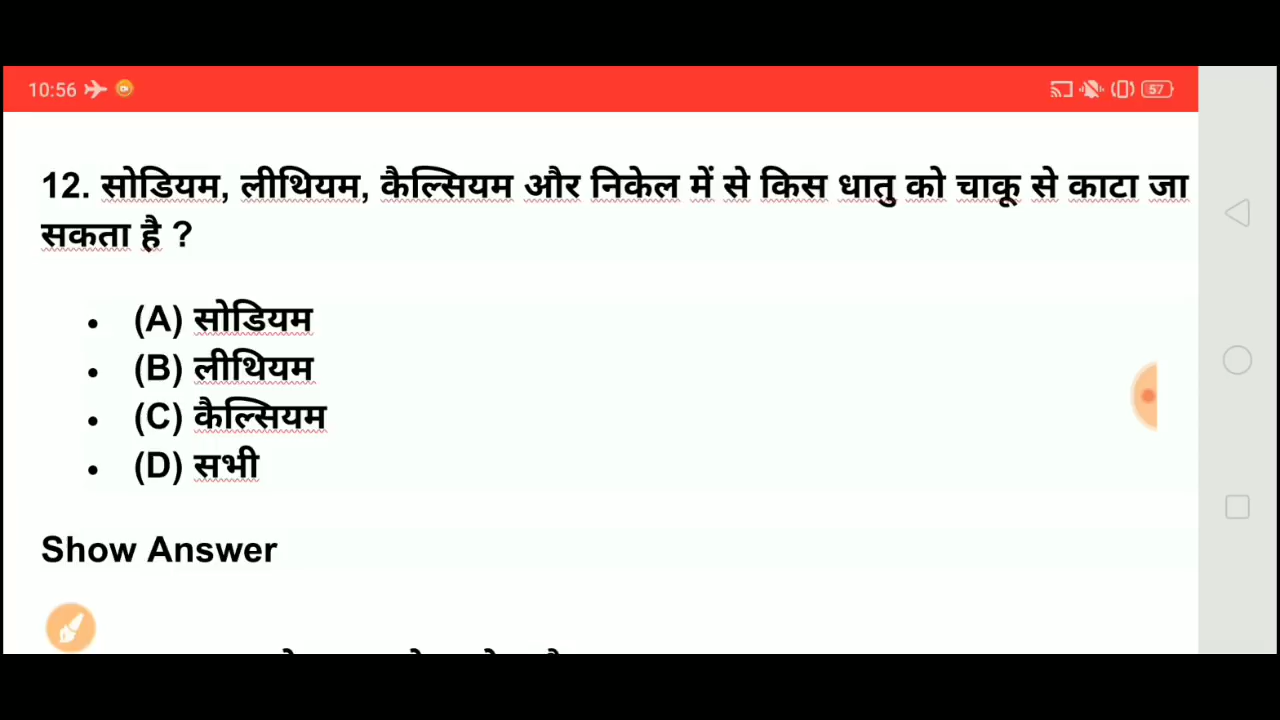 10:56
57
12. सोडियम, लीथियम, कैल्सियम और निकेल में से किस धातु को चाकू से काटा जा
सकता है ?
• (A) सोडियम
• (B) लीथियम
• (C) कैल्सियम
• (D) सभी
Show Answer